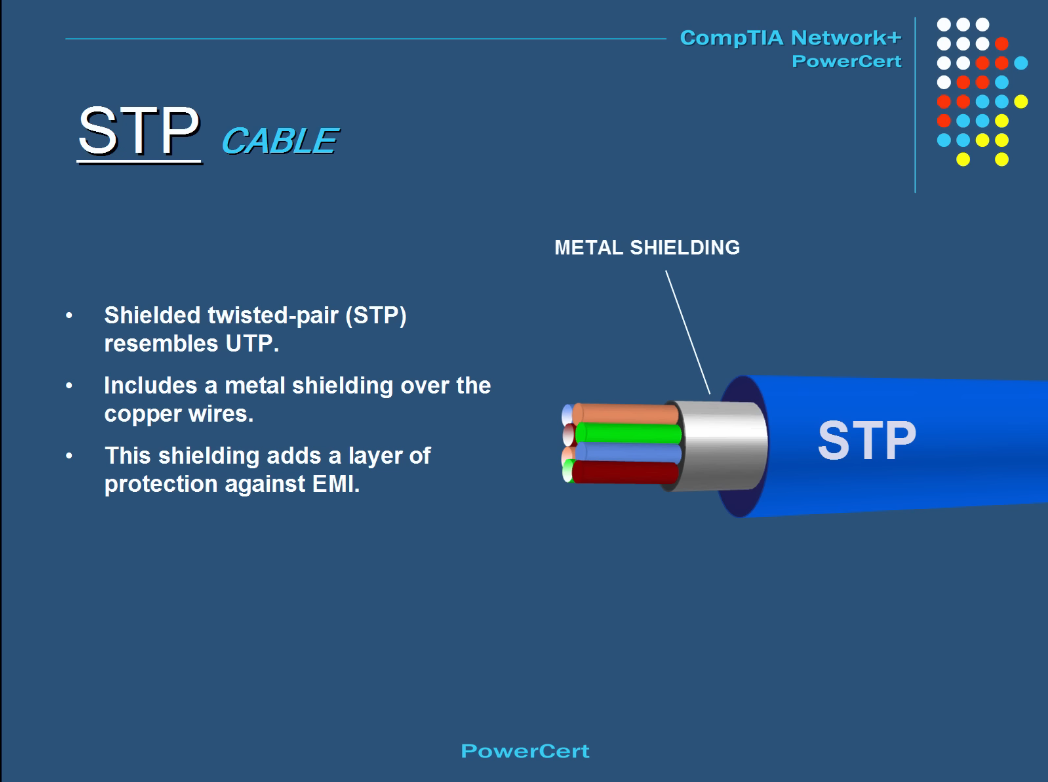 CompTIA Network+
PowerCert
STP CABLE
METAL SHIELDING
• Shielded twisted-pair (STP)
resembles UTP.
• Includes a metal shielding over the
copper wires.
• This shielding adds a layer of
protection against EMI.
STP
PowerCert